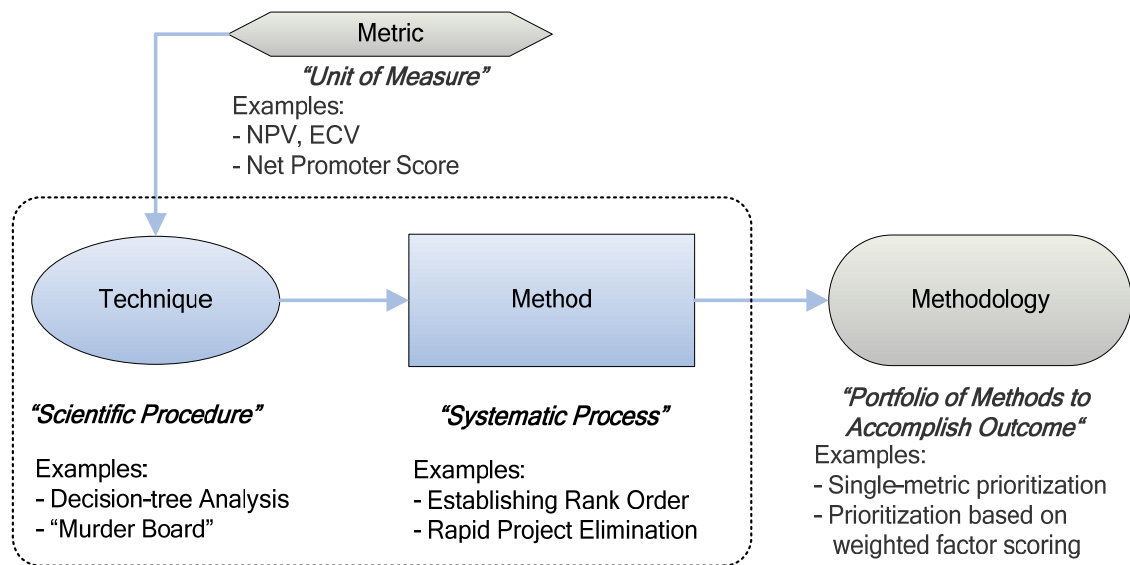 Metric
“Unit of Measure”
Examples:
- NPV, ECV
- Net Promoter Score
Technique
“Scientific Procedure”
Examples:
- Decision-tree Analysis
- “Murder Board”
Method
“Systematic Process”
Examples:
- Establishing Rank Order
- Rapid Project Elimination
Methodology
“Portfolio of Methods to
Accomplish Outcome“
Examples:
- Single-metric prioritization
- Prioritization based on
weighted factor scoring